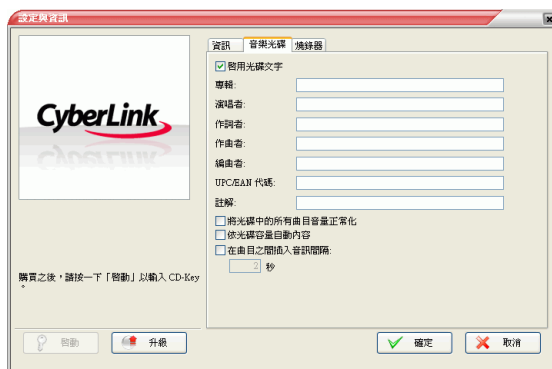 設定與資訊
CyberLink
購買之後，請按一下「啓動」以輸入 CD-Key
。
啓動
升級
資訊 音樂光碟 燒錄器
啓用光碟文字
專輯:
演唱者:
作詞者:
作曲者:
編曲者:
UPC/EAN 代碼:
註解:
將光碟中的所有曲目音量正常化
依光碟容量自動內容
在曲目之間插入音訊間隔:
2 秒
確定
取消